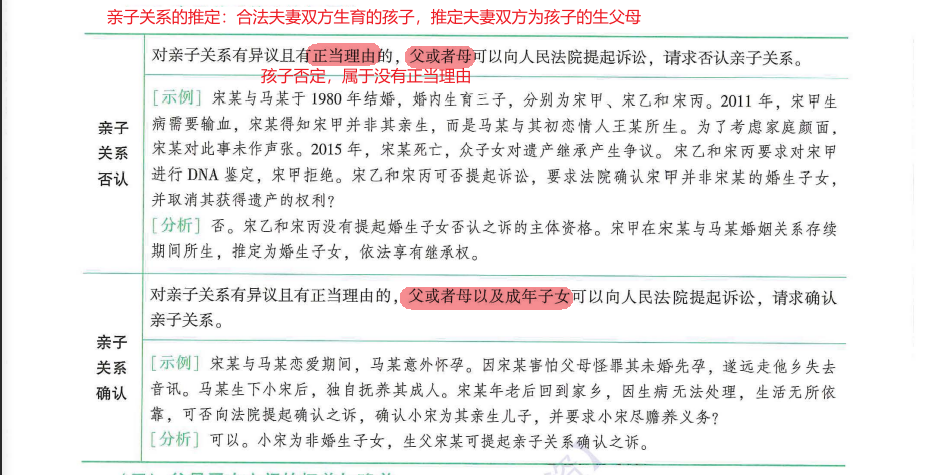 亲子关系的推定：合法夫妻双方生育的孩子，推定夫妻双方为孩子的生父母
对亲子关系有异议且有正当理由的，父或者母可以向人民法院提起诉讼，请求否认亲子关系。
孩子否定，属于没有正当理由
亲子
关系
否认
［示例］宋某与马某于 1980 年结婚，婚内生育三子，分别为宋甲、宋乙和宋丙。2011 年，宋甲生
病需要输血，宋某得知宋甲并非其亲生，而是马某与其初恋情人王某所生。为了考虑家庭颜面，
宋某对此事未作声张。2015 年，宋某死亡，众子女对遗产继承产生争议。宋乙和宋丙要求对宋甲
进行 DNA 鉴定，宋甲拒绝。宋乙和宋丙可否提起诉讼，要求法院确认宋甲并非宋某的婚生子女，
并取消其获得遗产的权利？
［分析］否。宋乙和宋丙没有提起婚生子女否认之诉的主体资格。宋甲在宋某与马某婚姻关系存续
期间所生，推定为婚生子女，依法享有继承权。
对亲子关系有异议且有正当理由的，父或者母以及成年子女可以向人民法院提起诉讼，请求确认
亲子关系。
亲子
关系
确认
［示例］宋某与马某恋爱期间，马某意外怀孕。因宋某害怕父母怪罪其未婚先孕，遂远走他乡失去
音讯。马某生下小宋后，独自抚养其成人。宋某年老后回到家乡，因生病无法处理，生活无所依
靠，可否向法院提起确认之诉，确认小宋为其亲生儿子，并要求小宋尽赡养义务？
［分析］可以。小宋为非婚生子女，生父宋某可提起亲子关系确认之诉。